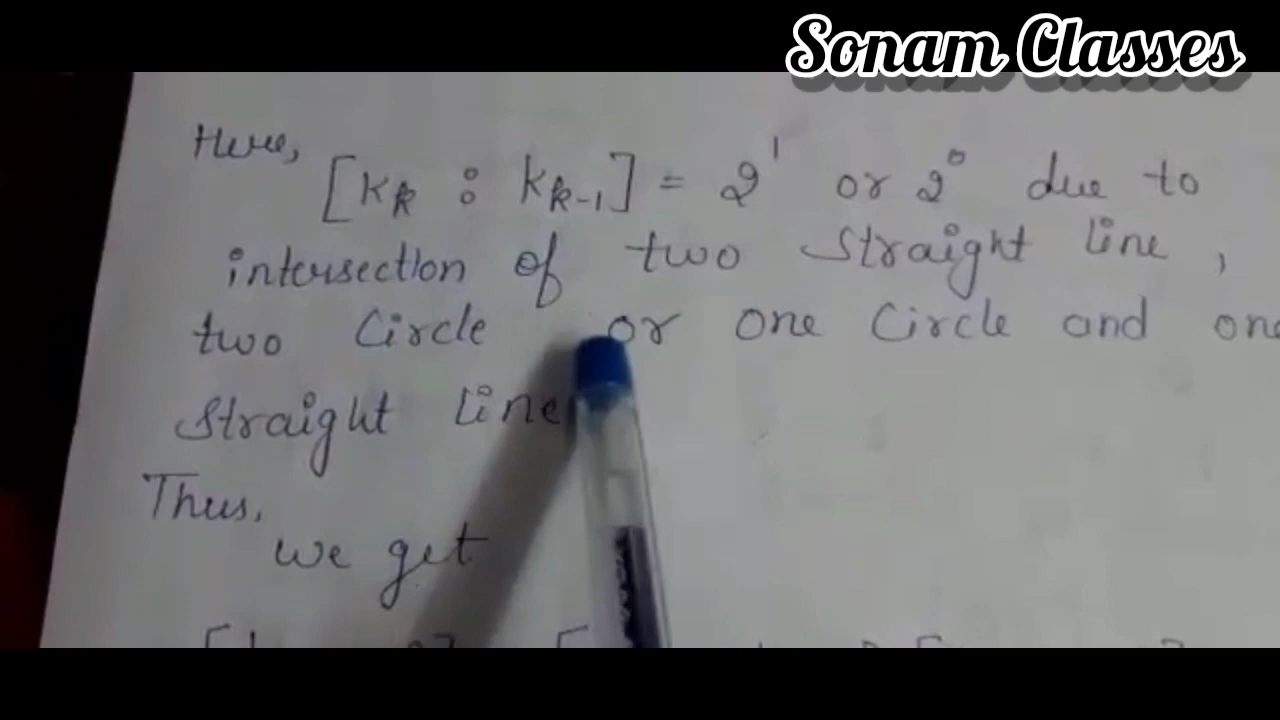 Sonam Classes
Here,
[Kk : Kk-1] = 2¹ or 2⁰ due to
intersection of two straight line,
two Circle or one Circle and one
straight line
Thus,
we get